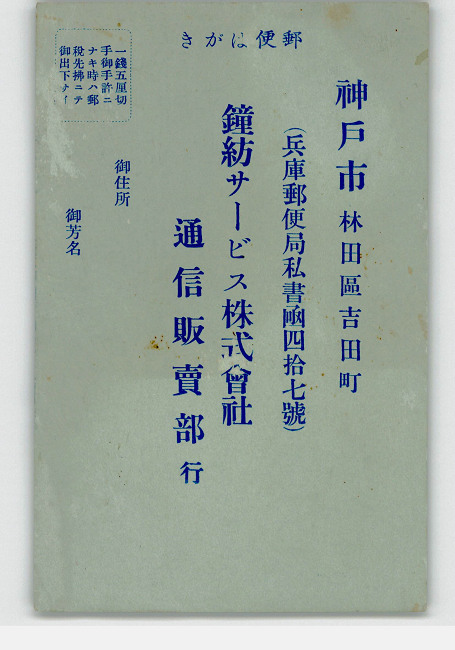 郵便はがき
神戸市 林田區吉田町
(兵庫郵便局私書凾四拾七號)
鐘紡サービス株式會社
通信販賣部 行
一錢五厘切
手御手許ニ
ナキ時ハ郵
税先拂ニテ
御出下サイ
御住所
御芳名